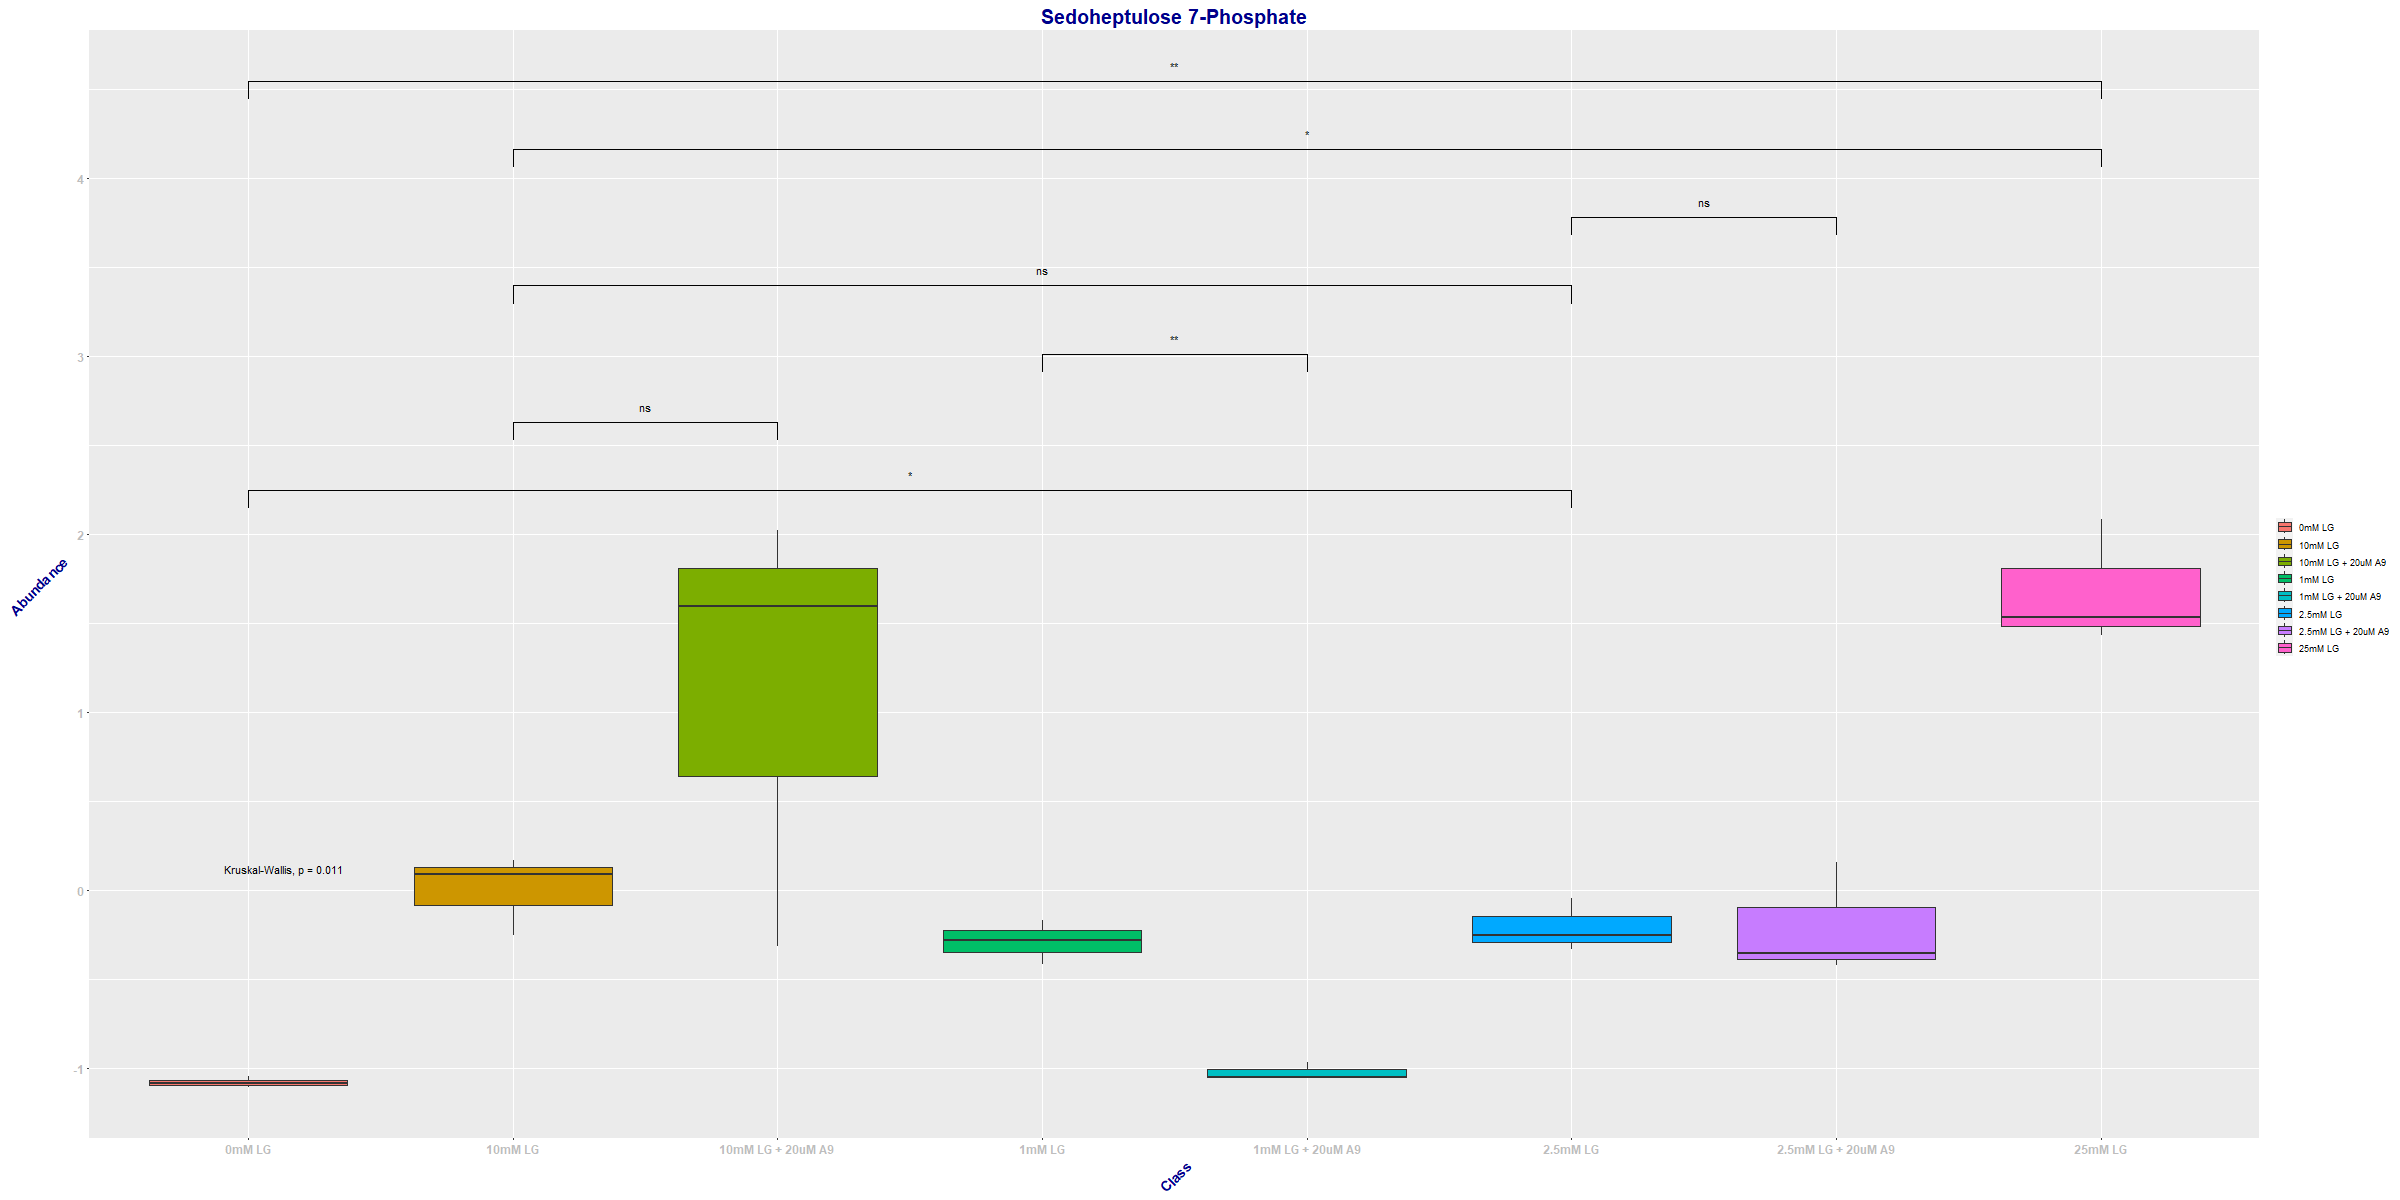 Sedoheptulose 7-Phosphate
**
*
ns
ns
**
ns
*
4
3
2
1
0
-1
Abundance
Kruskal-Wallis, p = 0.011
0mM LG
10mM LG
10mM LG + 20uM A9
1mM LG
1mM LG + 20uM A9
2.5mM LG
2.5mM LG + 20uM A9
25mM LG
Class
0mM LG
10mM LG
10mM LG + 20uM A9
1mM LG
1mM LG + 20uM A9
2.5mM LG
2.5mM LG + 20uM A9
25mM LG